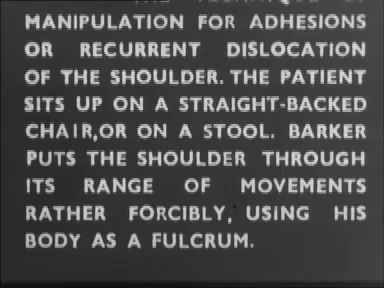 MANIPULATION FOR ADHESIONS
OR RECURRENT DISLOCATION
OF THE SHOULDER. THE PATIENT
SITS UP ON A STRAIGHT-BACKED
CHAIR, OR ON A STOOL. BARKER
PUTS THE SHOULDER THROUGH
ITS RANGE OF MOVEMENTS
RATHER FORCIBLY, USING HIS
BODY AS A FULCRUM.